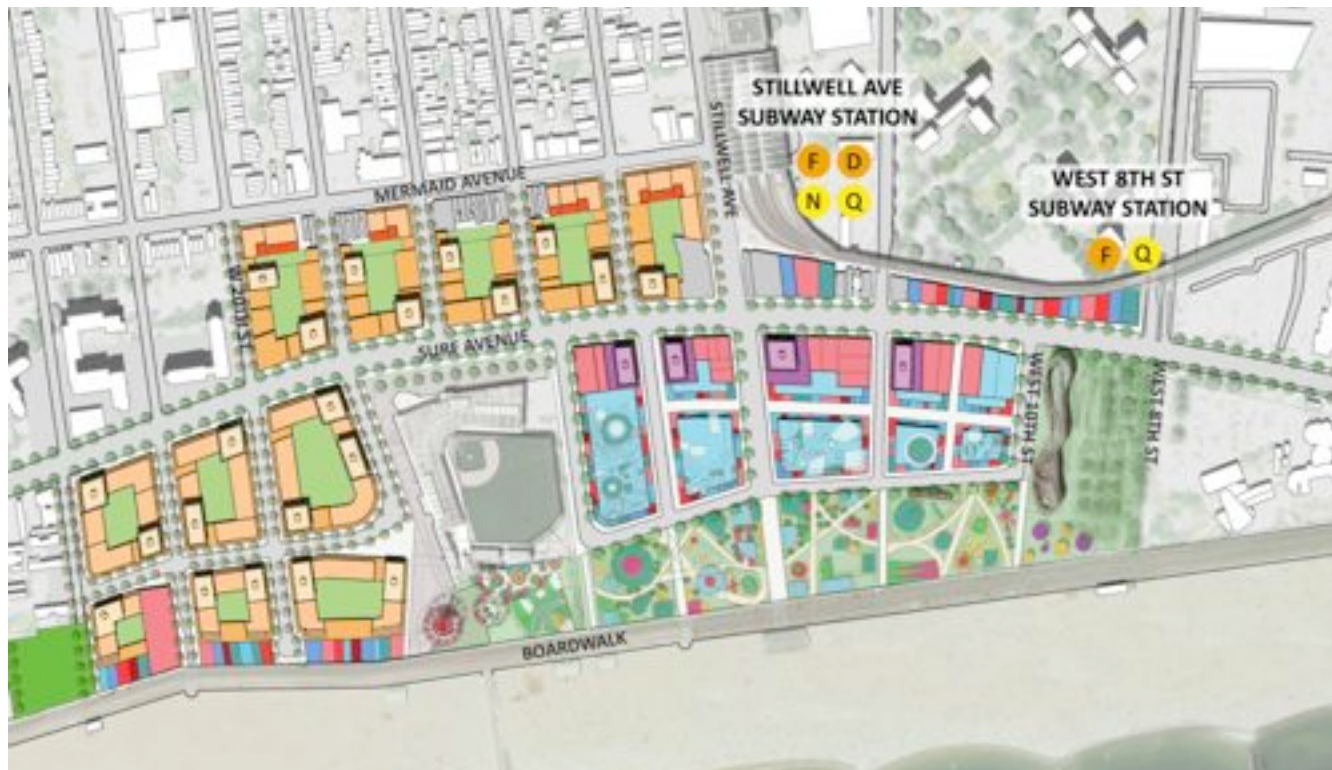 STILLWELL AVE
SUBWAY STATION
F D
N Q
WEST 8TH ST
SUBWAY STATION
F Q
MERMAID AVENUE
STILLWELL AVE
W 20TH ST
SURF AVENUE
WEST 10TH ST
WEST 8TH ST
BOARDWALK